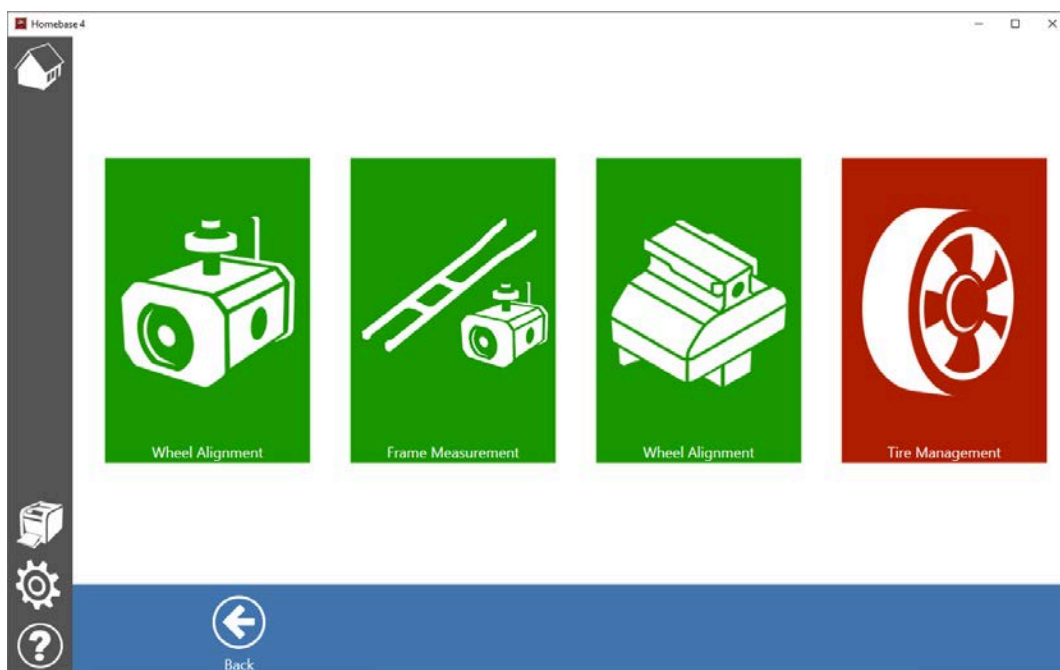 Homebase 4
Wheel Alignment
Frame Measurement
Wheel Alignment
Tire Management
?
Back